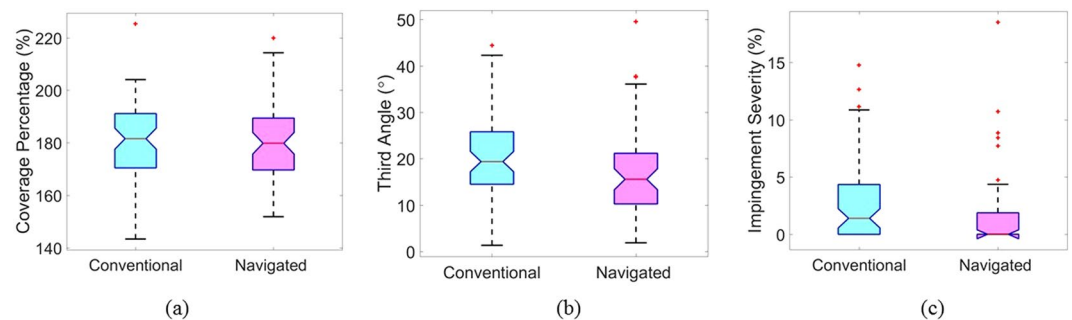 Coverage Percentage (%)
220
200
180
160
140
Conventional Navigated
(a)
Third Angle (°)
50
40
30
20
10
0
Conventional Navigated
(b)
Impingement Severity (%)
15
10
5
0
Conventional Navigated
(c)